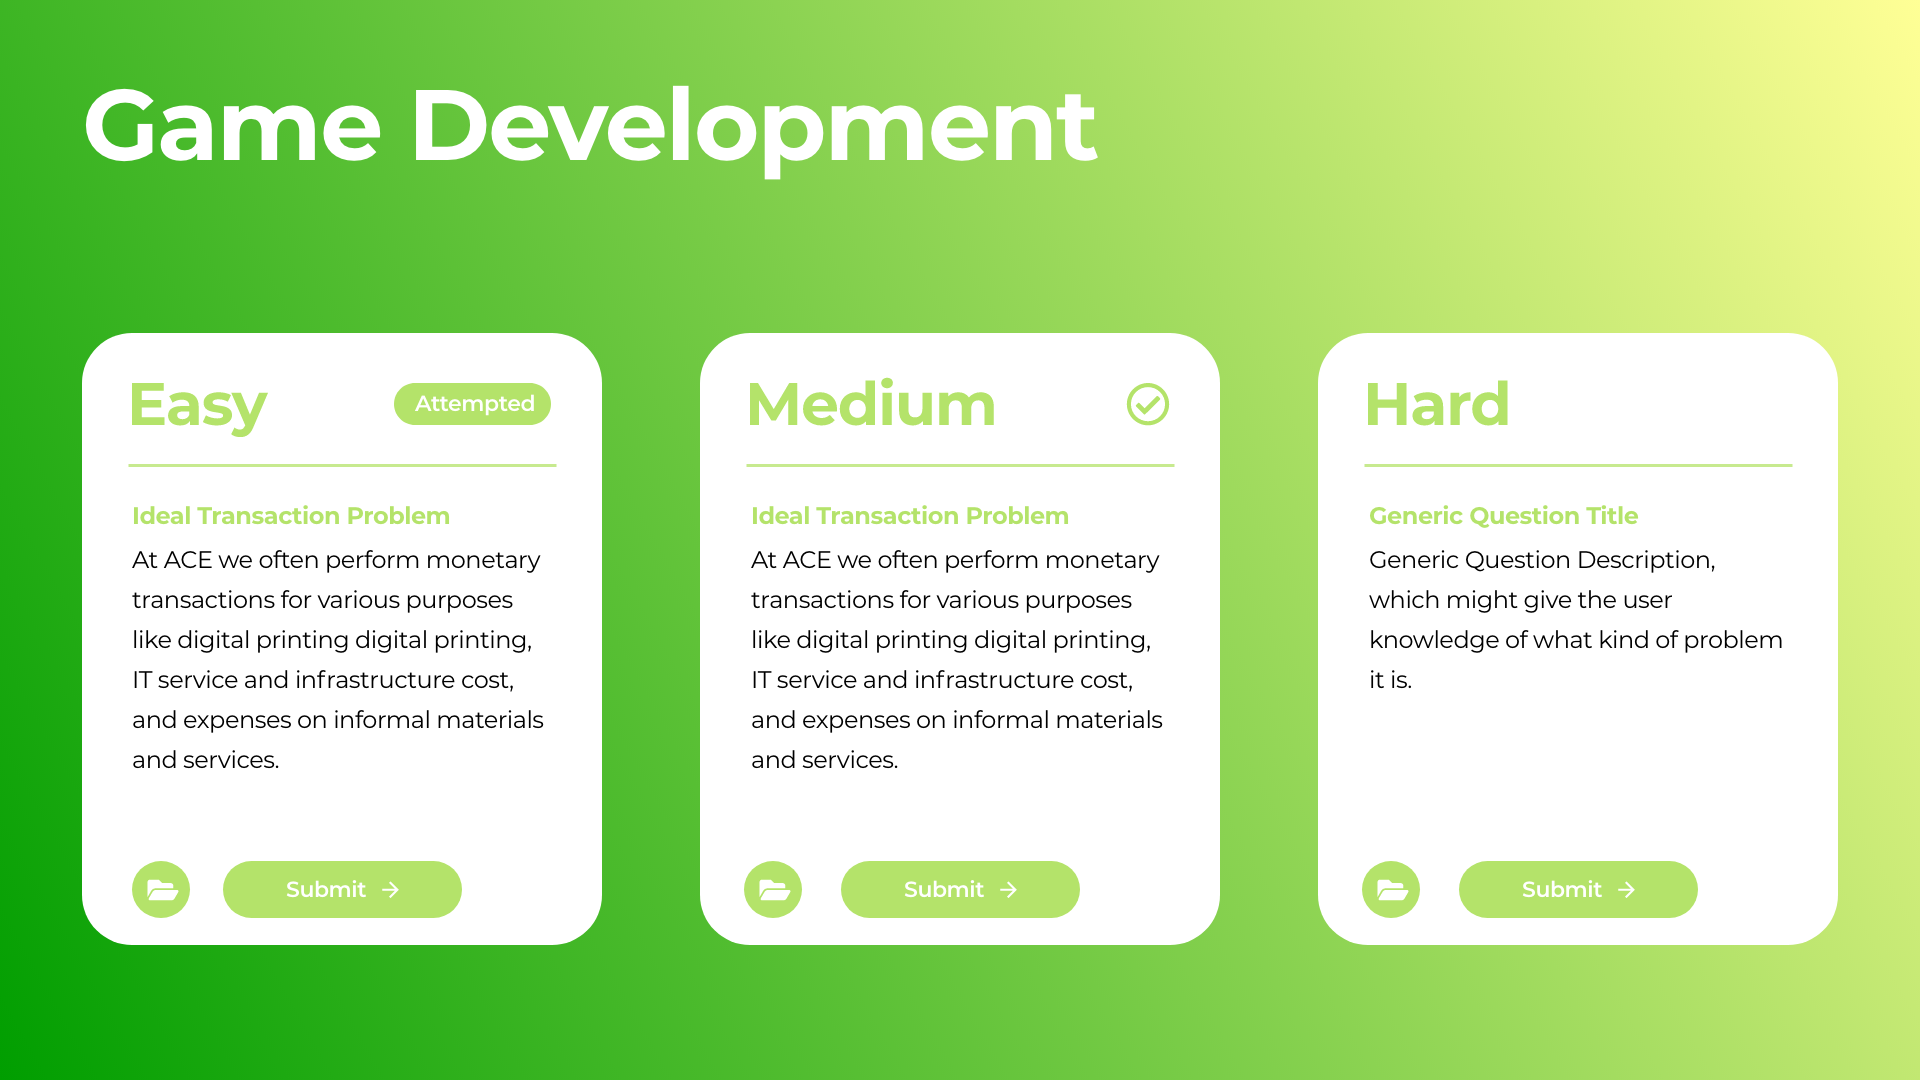 Game Development
Easy
Attempted
Ideal Transaction Problem
At ACE we often perform monetary
transactions for various purposes
like digital printing digital printing,
IT service and infrastructure cost,
and expenses on informal materials
and services.
Submit
Medium
Ideal Transaction Problem
At ACE we often perform monetary
transactions for various purposes
like digital printing digital printing,
IT service and infrastructure cost,
and expenses on informal materials
and services.
Submit
Hard
Generic Question Title
Generic Question Description,
which might give the user
knowledge of what kind of problem
it is.
Submit